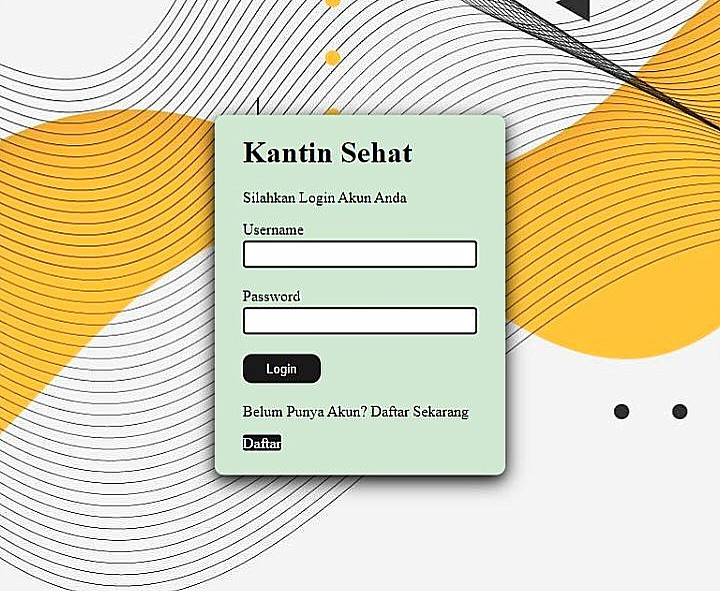 Kantin Sehat
Silahkan Login Akun Anda
Username
Password
Login
Belum Punya Akun? Daftar Sekarang
Daftar